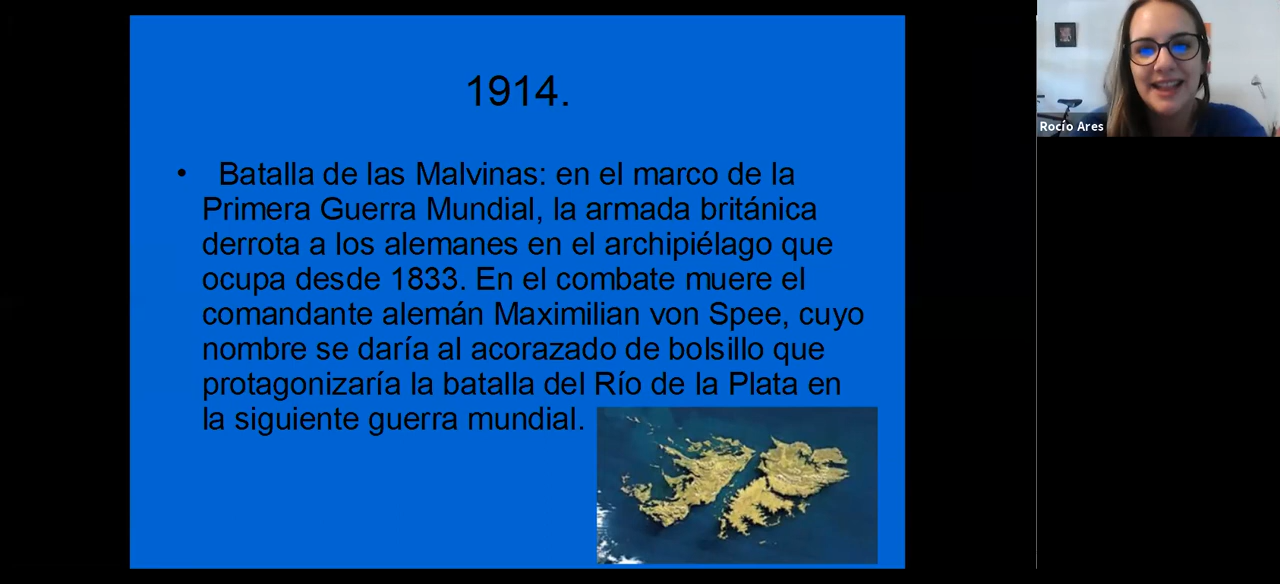 1914.
• Batalla de las Malvinas: en el marco de la
Primera Guerra Mundial, la armada británica
derrota a los alemanes en el archipiélago que
ocupa desde 1833. En el combate muere el
comandante alemán Maximilian von Spee, cuyo
nombre se daría al acorazado de bolsillo que
protagonizaría la batalla del Río de la Plata en
la siguiente guerra mundial.
Rocío Ares